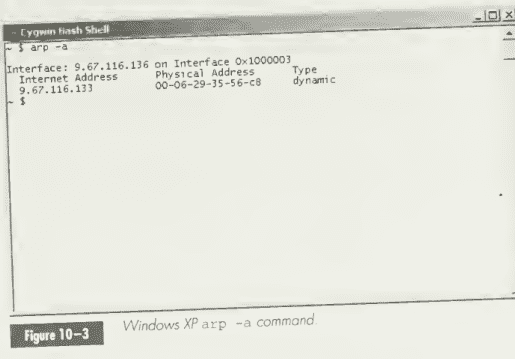 Cygwin Bash Shell
~ $ arp -a
Interface: 9.67.116.136 on Interface 0x1000003
Internet Address Physical Address Type
9.67.116.133 00-06-29-35-56-c8 dynamic
~ $
Figure 10–3 Windows XP arp -a command.